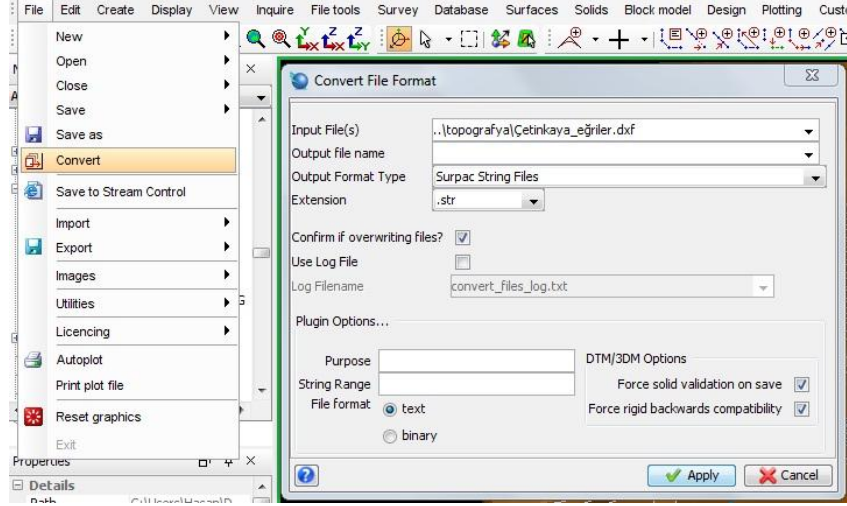 File Edit Create Display View Inquire File tools Survey Database Surfaces Solids Block model Design Plotting
New
Open
Close
Save
Save as
Convert
Save to Stream Control
Import
Export
Images
Utilities
Licencing
Autoplot
Print plot file
Reset graphics
Exit
Details
Convert File Format
Input File(s) ..\topografya\Çetinkaya_eğriler.dxf
Output file name
Output Format Type Surpac String Files
Extension .str
Confirm if overwriting files?
Use Log File
Log Filename convert_files_log.txt
Plugin Options...
Purpose
String Range
File format text
binary
DTM/3DM Options
Force solid validation on save
Force rigid backwards compatibility
Apply Cancel